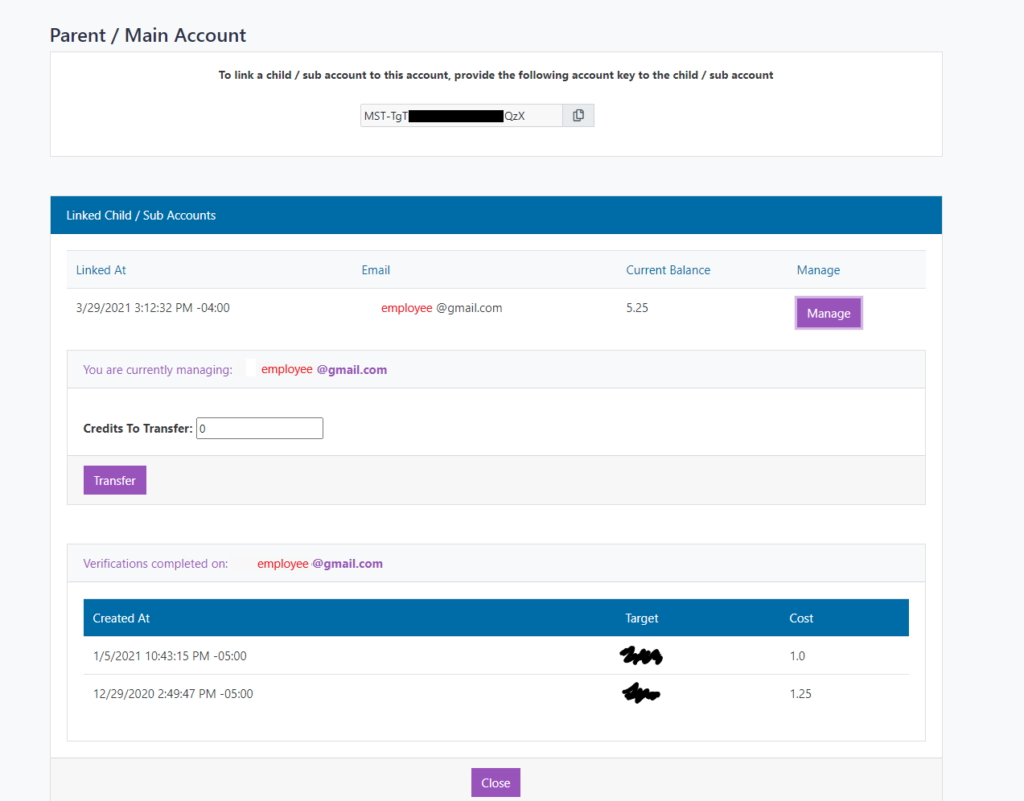 Parent / Main Account
To link a child / sub account to this account, provide the following account key to the child / sub account
MST-TgT QzX
Linked Child / Sub Accounts
Linked At Email Current Balance Manage
3/29/2021 3:12:32 PM -04:00 employee @gmail.com 5.25 Manage
You are currently managing: employee @gmail.com
Credits To Transfer: 0
Transfer
Verifications completed on: employee @gmail.com
Created At Target Cost
1/5/2021 10:43:15 PM -05:00 1.0
12/29/2020 2:49:47 PM -05:00 1.25
Close